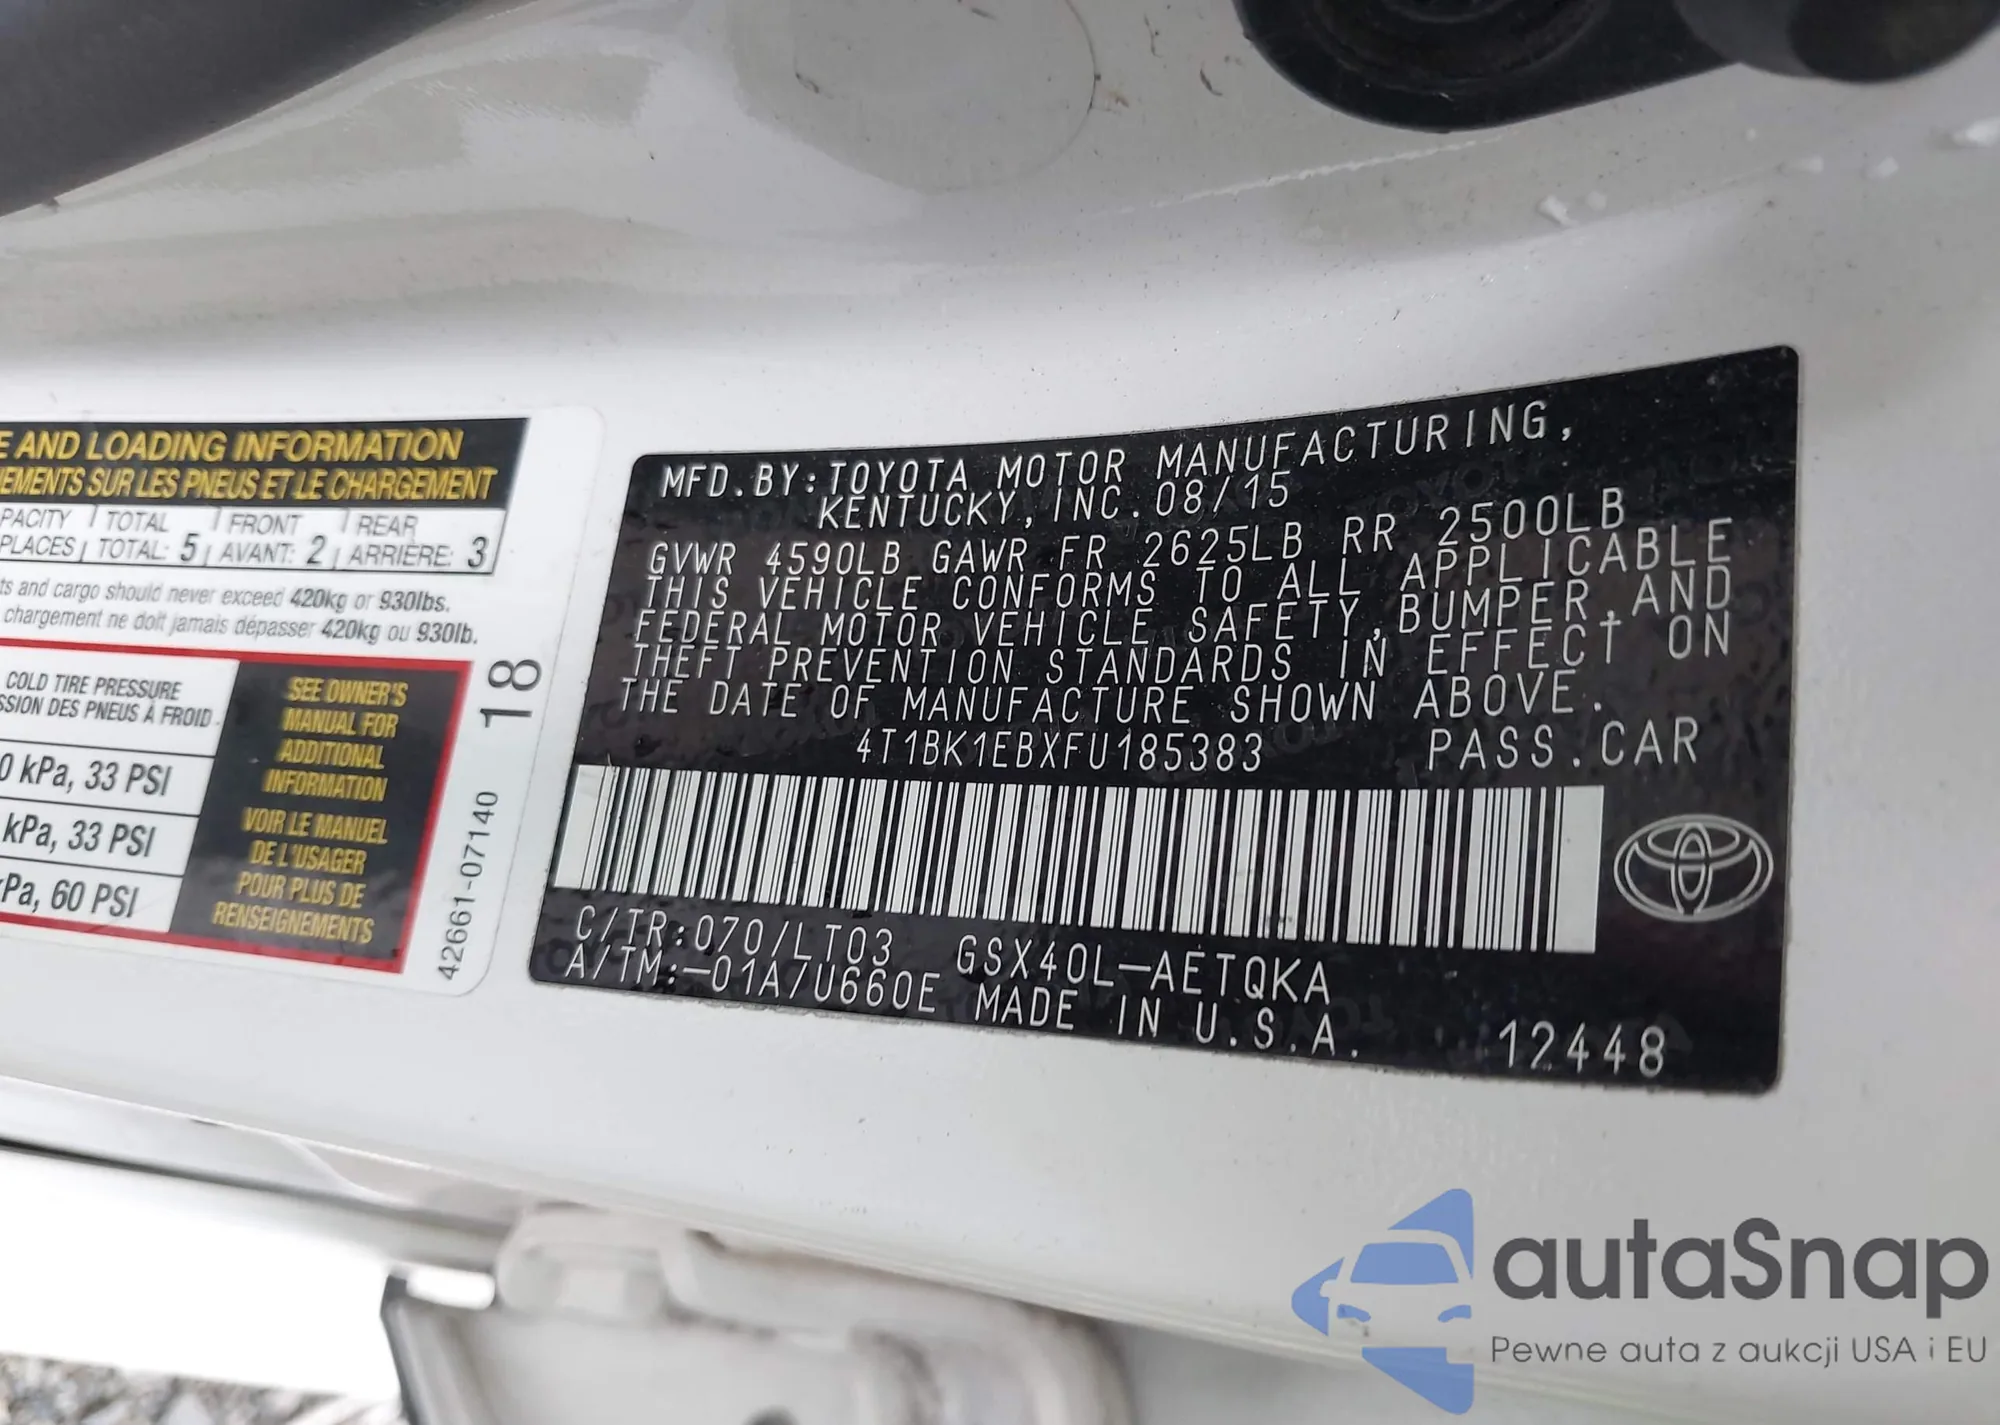 E AND LOADING INFORMATION
NEMENTS SUR LES PNEUS ET LE CHARGEMENT
PACITY TOTAL FRONT REAR
PLACES TOTAL: 5 AVANT: 2 ARRIÈRE: 3
ts and cargo should never exceed 420kg or 930lbs.
chargement ne doit jamais dépasser 420kg ou 930lb.
COLD TIRE PRESSURE
SSION DES PNEUS À FROID
0 kPa, 33 PSI
kPa, 33 PSI
kPa, 60 PSI
SEE OWNER'S
MANUAL FOR
ADDITIONAL
INFORMATION
VOIR LE MANUEL
DE L'USAGER
POUR PLUS DE
RENSEIGNEMENTS
18
42661-07140
MFD.BY:TOYOTA MOTOR MANUFACTURING,
KENTUCKY, INC. 08/15
GVWR 4590LB GAWR FR 2625LB RR 2500LB
THIS VEHICLE CONFORMS TO ALL APPLICABLE
FEDERAL MOTOR VEHICLE SAFETY, BUMPER, AND
THEFT PREVENTION STANDARDS IN EFFECT ON
THE DATE OF MANUFACTURE SHOWN ABOVE.
4T1BK1EBXFU185383 PASS.CAR
C/TR:070/LT03 GSX40L-AETQKA
A/TM:-01A/U660E MADE IN U.S.A.
12448
autaSnap
Pewne auta z aukcji USA i EU